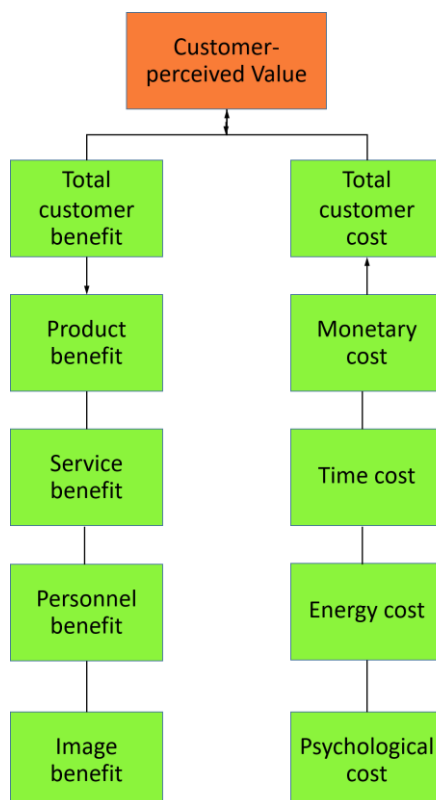 Customer-
perceived Value
Total
customer
benefit
Total
customer
cost
Product
benefit
Monetary
cost
Service
benefit
Time cost
Personnel
benefit
Energy cost
Image
benefit
Psychological
cost